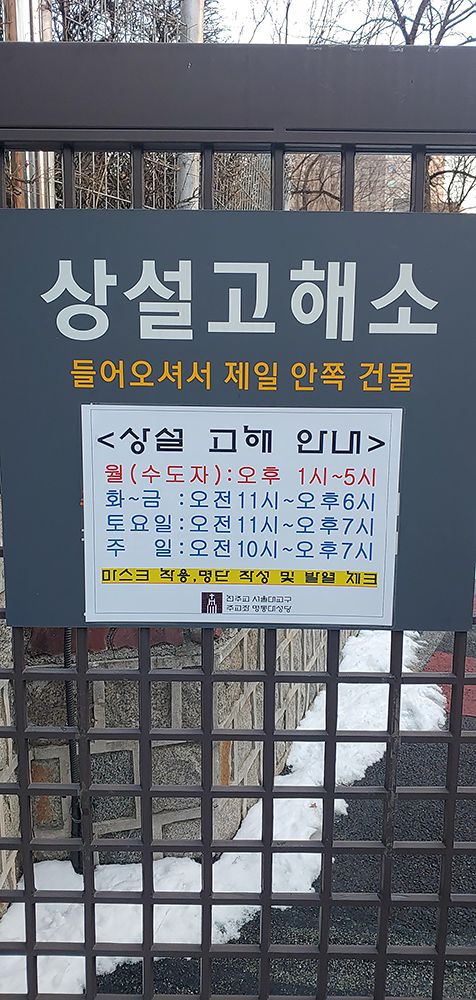 상설고해소
들어오셔서 제일 안쪽 건물
<상설 고해 안내>
월(수도자):오후 1시~5시
화~금 :오전11시~오후6시
토요일:오전11시~오후7시
주 일:오전10시~오후7시
마스크 착용,명단 작성 및 발열 체크
천주교 서울대교구
주교좌 명동대성당